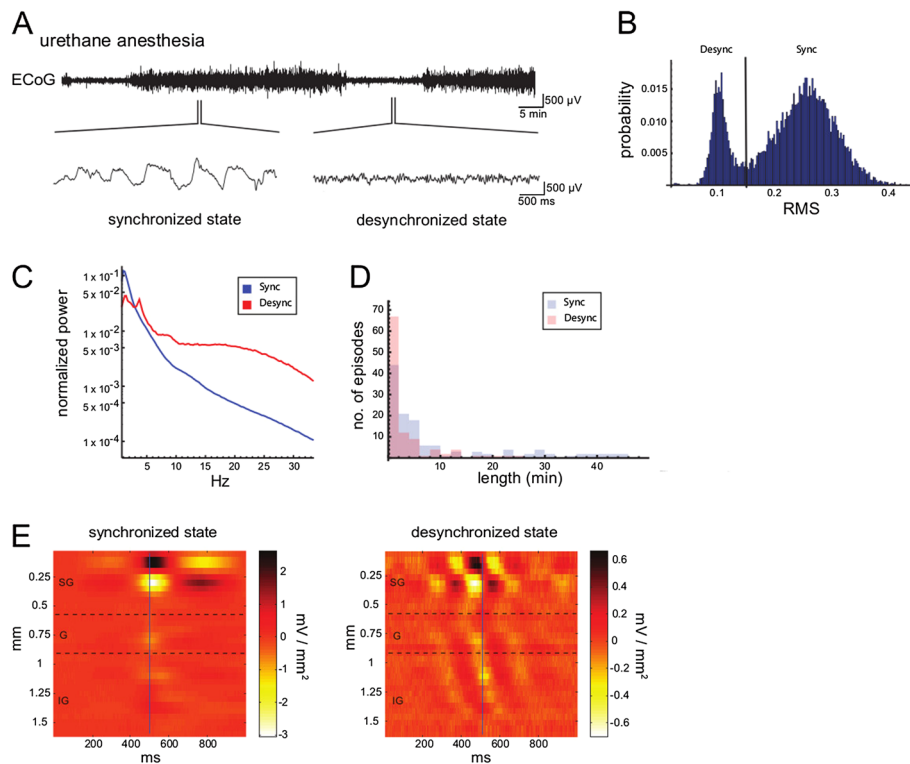 A
urethane anesthesia
ECoG
500 µV
5 min
500 µV
500 ms
synchronized state
desynchronized state
B
Desync
Sync
probability
0.015
0.010
0.005
0.1
0.2
0.3
0.4
RMS
C
normalized power
1 x 10⁻¹
5 x 10⁻²
1 x 10⁻²
5 x 10⁻³
1 x 10⁻³
5 x 10⁻⁴
1 x 10⁻⁴
Sync
Desync
5
10
15
20
25
30
Hz
D
no. of episodes
70
60
50
40
30
20
10
Sync
Desync
10
20
30
40
length (min)
E
synchronized state
mm
0.25
0.5
0.75
1
1.25
1.5
SG
G
IG
200
400
600
800
ms
2
1
0
-1
-2
-3
mV / mm²
desynchronized state
mm
0.25
0.5
0.75
1
1.25
1.5
SG
G
IG
200
400
600
800
ms
0.6
0.4
0.2
0
-0.2
-0.4
-0.6
mV / mm²